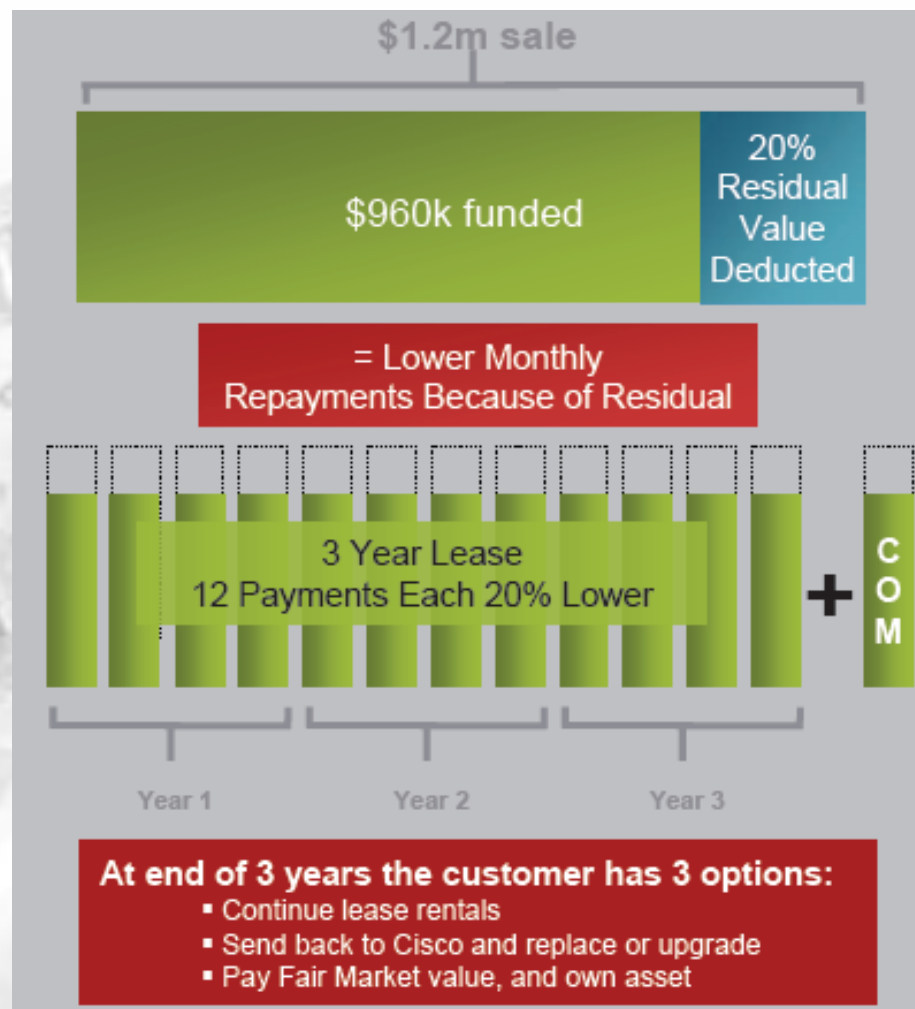 $1.2m sale
$960k funded
20%
Residual
Value
Deducted
= Lower Monthly
Repayments Because of Residual
3 Year Lease
12 Payments Each 20% Lower
+
C
O
M
Year 1
Year 2
Year 3
At end of 3 years the customer has 3 options:
▪ Continue lease rentals
▪ Send back to Cisco and replace or upgrade
▪ Pay Fair Market value, and own asset